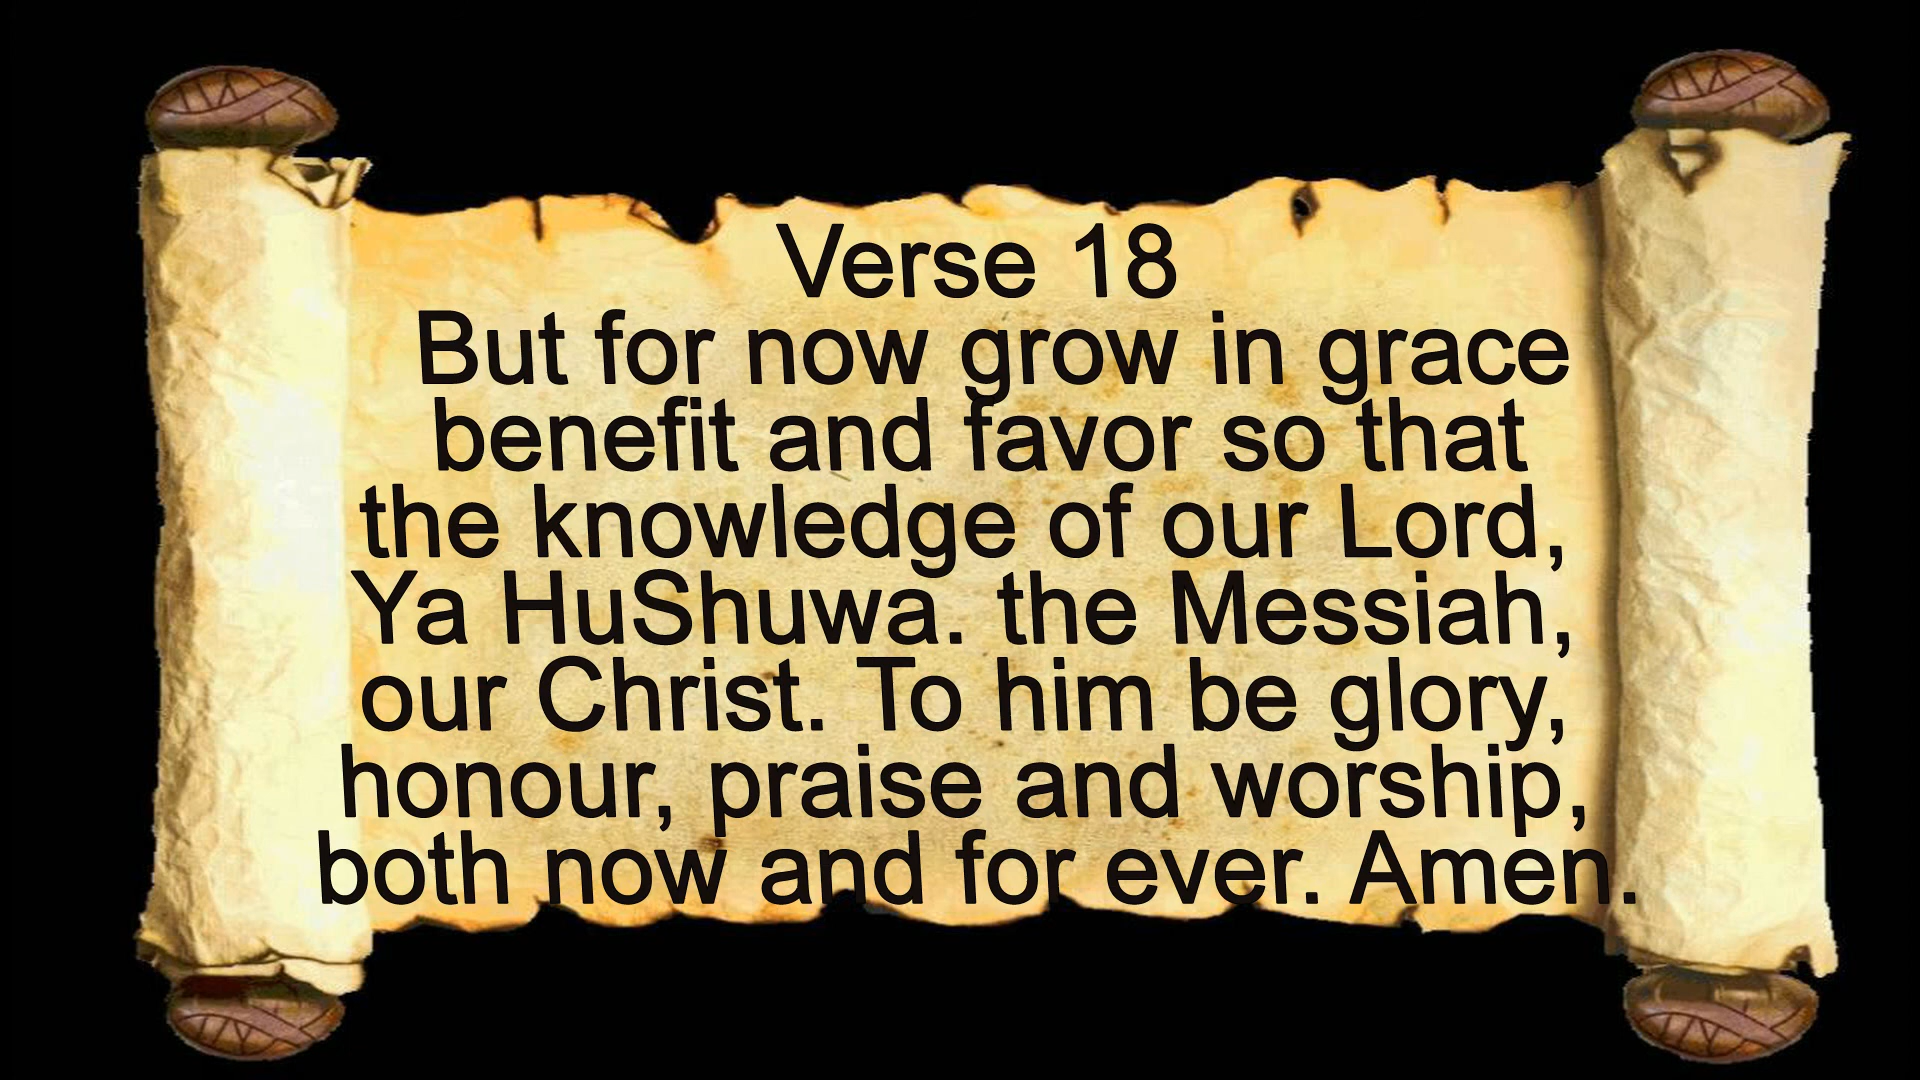 Verse 18
But for now grow in grace
benefit and favor so that
the knowledge of our Lord,
Ya HuShuwa. the Messiah,
our Christ. To him be glory,
honour, praise and worship,
both now and for ever. Amen.